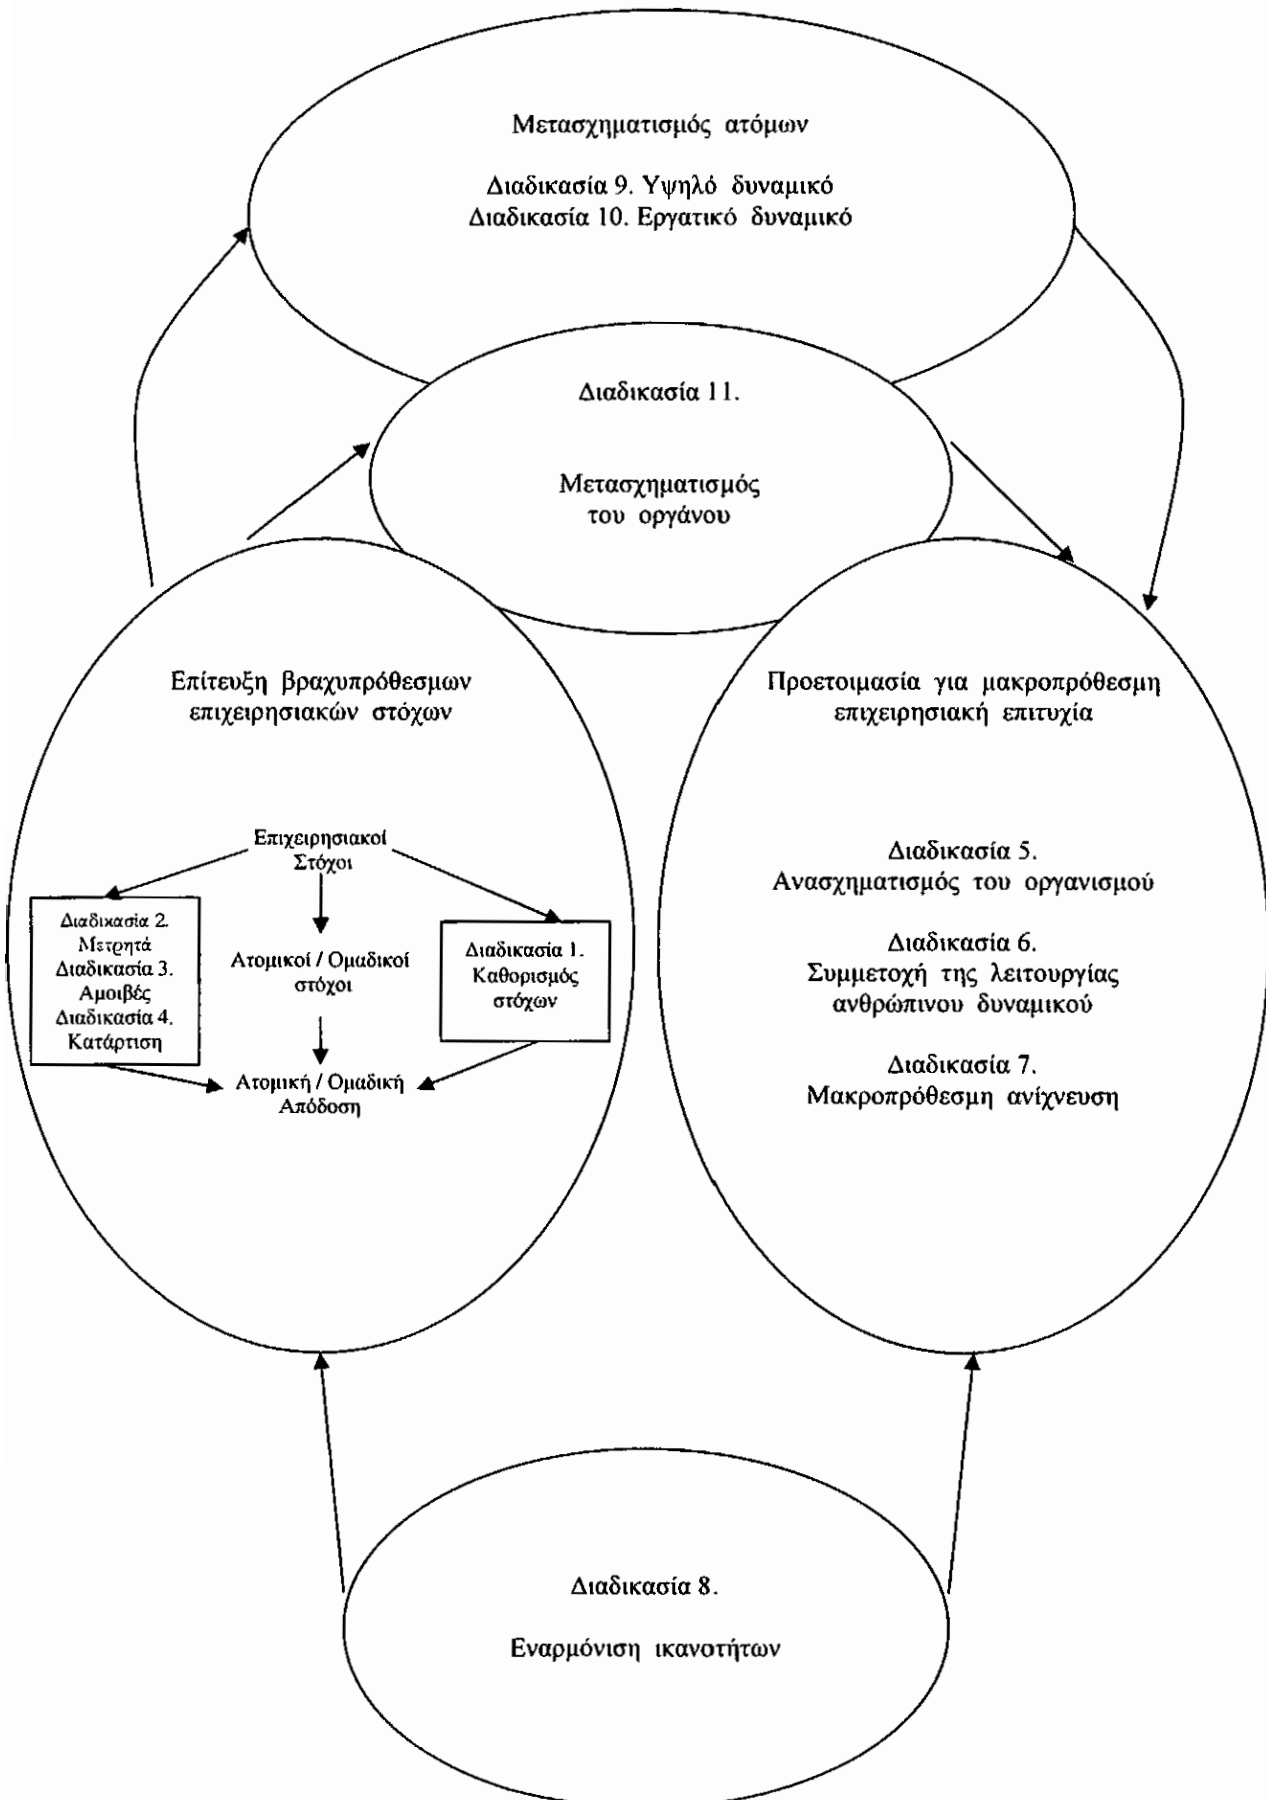 Μετασχηματισμός ατόμων
Διαδικασία 9. Υψηλό δυναμικό
Διαδικασία 10. Εργατικό δυναμικό
Διαδικασία 11.
Μετασχηματισμός
του οργάνου
Επίτευξη βραχυπρόθεσμων
επιχειρησιακών στόχων
Επιχειρησιακοί
Στόχοι
Διαδικασία 2.
Μετρητά
Διαδικασία 3.
Αμοιβές
Διαδικασία 4.
Κατάρτιση
Ατομικοί / Ομαδικοί
στόχοι
Διαδικασία 1.
Καθορισμός
στόχων
Ατομική / Ομαδική
Απόδοση
Προετοιμασία για μακροπρόθεσμη
επιχειρησιακή επιτυχία
Διαδικασία 5.
Ανασχηματισμός του οργανισμού
Διαδικασία 6.
Συμμετοχή της λειτουργίας
ανθρώπινου δυναμικού
Διαδικασία 7.
Μακροπρόθεσμη ανίχνευση
Διαδικασία 8.
Εναρμόνιση ικανοτήτων